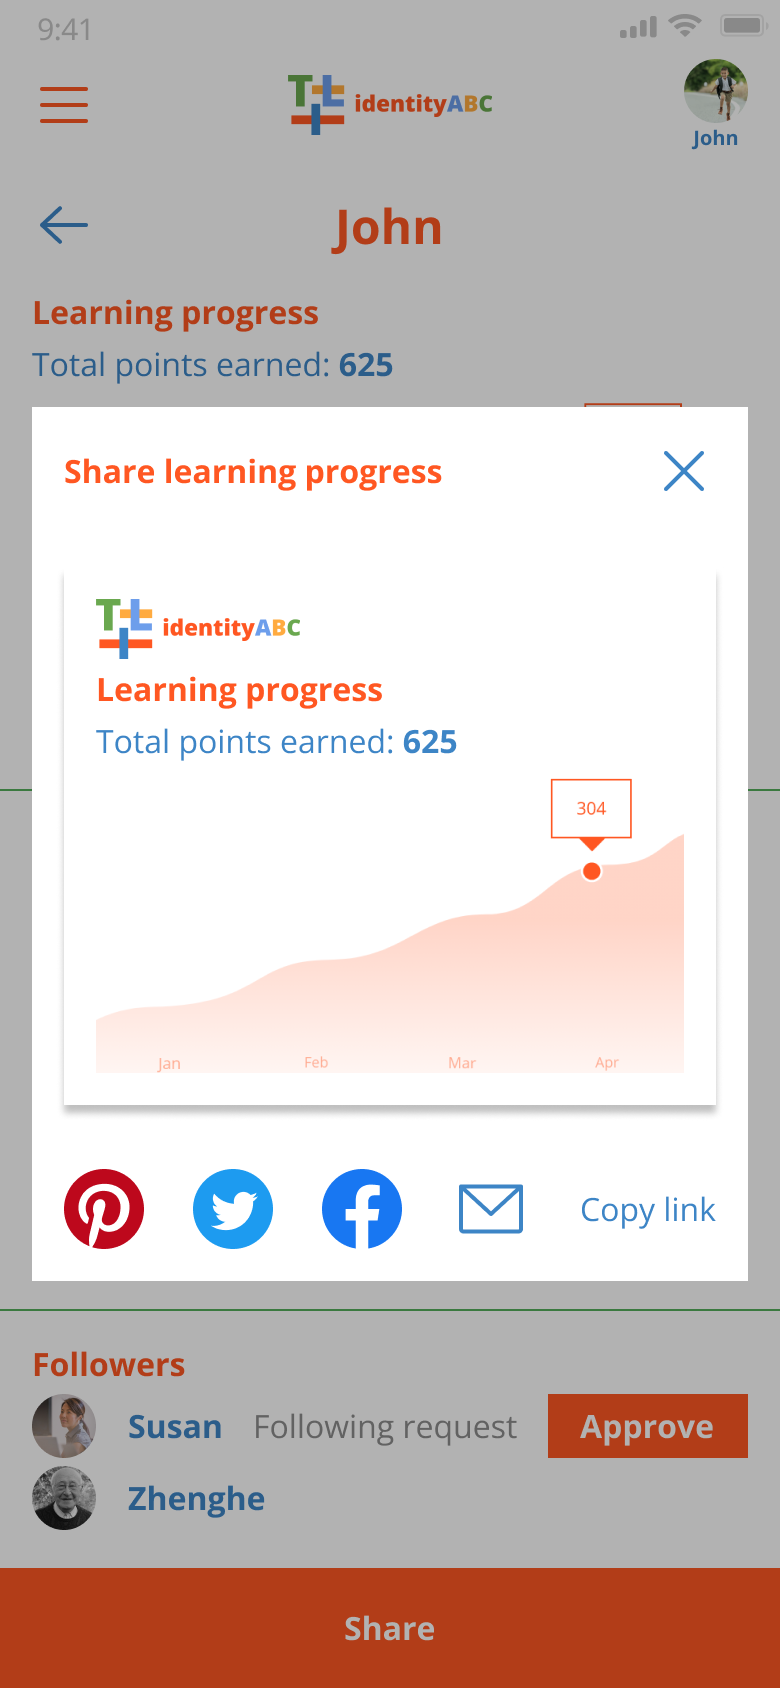 9:41
identityABC
John
John
Learning progress
Total points earned: 625
Share learning progress
identityABC
Learning progress
Total points earned: 625
304
Jan Feb Mar Apr
Copy link
Followers
Susan Following request Approve
Zhenghe
Share